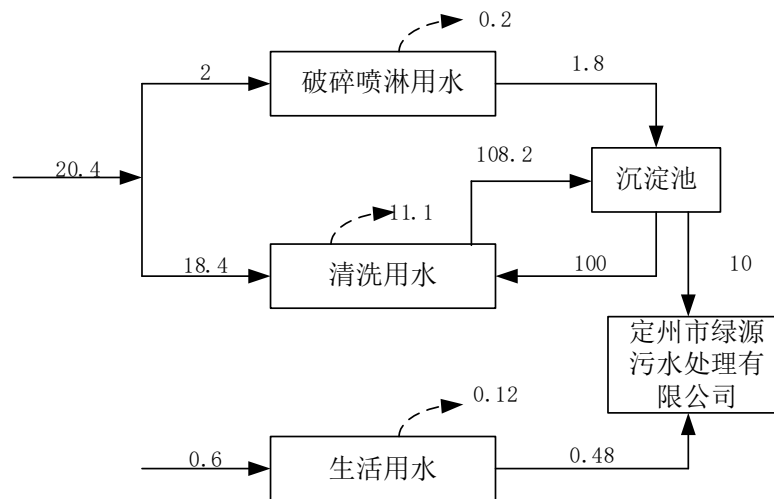 0.2
2
破碎喷淋用水
1.8
20.4
108.2
沉淀池
11.1
18.4
清洗用水
100
10
定州市绿源
污水处理有
限公司
0.12
0.6
生活用水
0.48